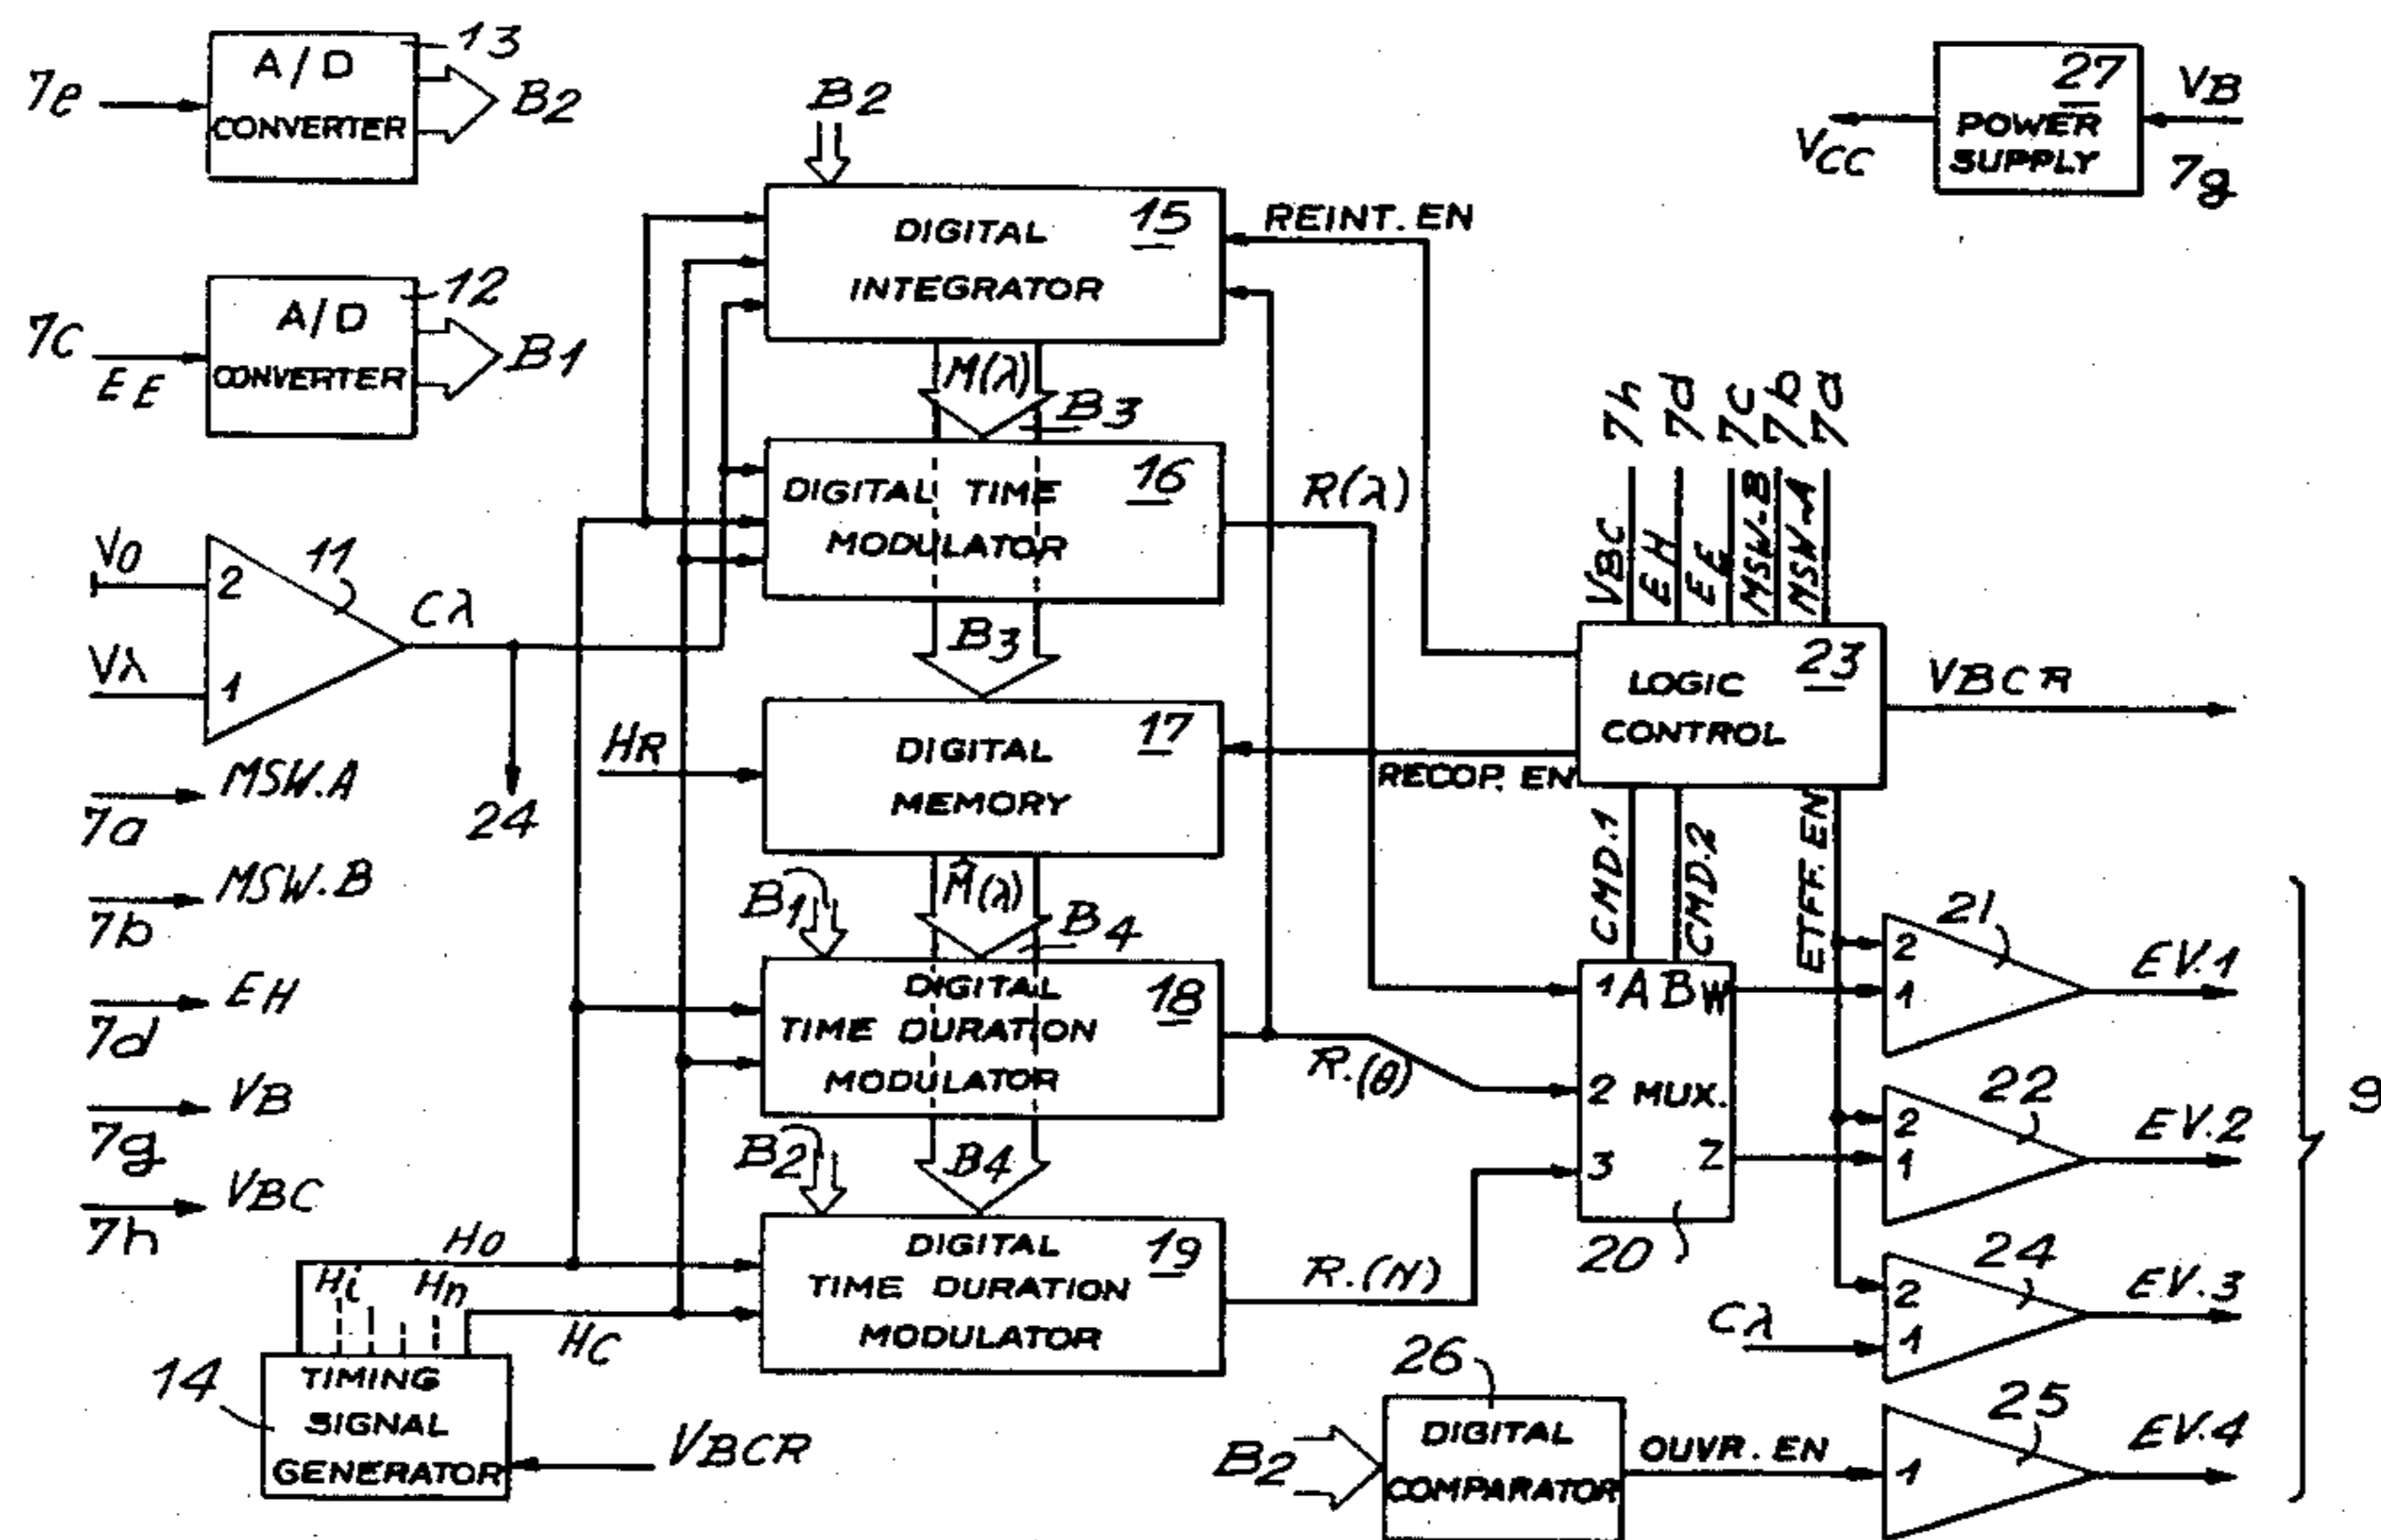 7e
A/D
CONVERTER
13
B2
7c
EE
A/D
CONVERTER
12
B1
V0
Vλ
2
1
11
Cλ
24
7a
MSW.A
7b
MSW.B
7d
EH
7g
VB
7h
VBC
H0
Hi
Hn
HC
14
TIMING
SIGNAL
GENERATOR
VBCR
B2
DIGITAL
INTEGRATOR
15
REINT. EN
M(λ)
B3
DIGITAL TIME
MODULATOR
16
R(λ)
B3
HR
DIGITAL
MEMORY
17
RECOP. EN
M(λ)
B1
B4
DIGITAL
TIME DURATION
MODULATOR
18
R.(θ)
B2
B4
DIGITAL
TIME DURATION
MODULATOR
19
R.(N)
27
POWER
SUPPLY
VCC
VB
7g
7h
7d
7c
7b
7a
VBC
EH
EE
MSW-B
MSW-A
LOGIC
CONTROL
23
VBCR
CMD.1
CMD.2
ETFF. EN
1 A B W
2 MUX.
3 Z
20
2
1
21
EV.1
2
1
22
EV.2
Cλ
2
1
24
EV.3
B2
26
DIGITAL
COMPARATOR
OUVR. EN
1
25
EV.4
9